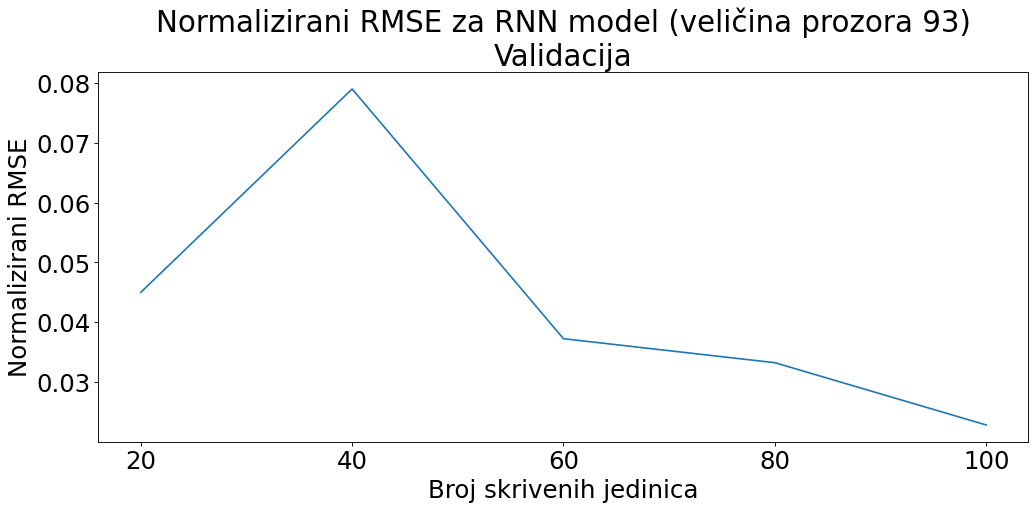 Normalizirani RMSE za RNN model (veličina prozora 93)
Validacija
Normalizirani RMSE
0.08
0.07
0.06
0.05
0.04
0.03
20 40 60 80 100
Broj skrivenih jedinica